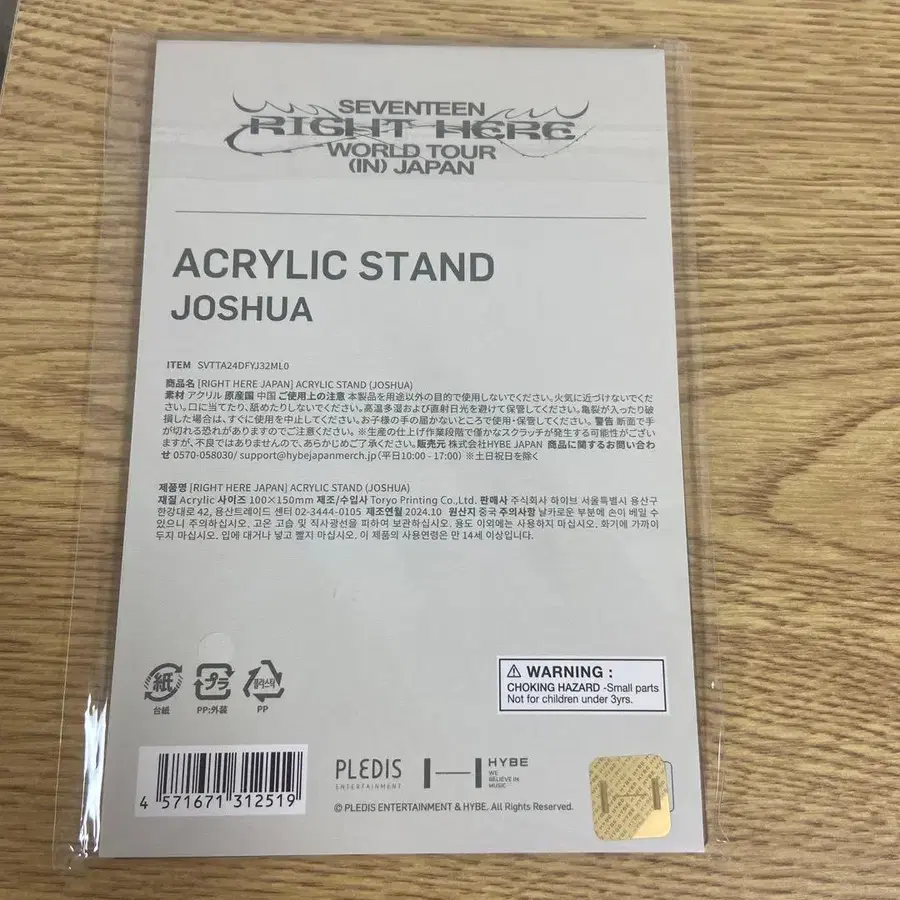 SEVENTEEN
RIGHT HERE
WORLD TOUR
(IN) JAPAN
ACRYLIC STAND
JOSHUA
ITEM SVTTA24DFYJ32ML0
商品名 [RIGHT HERE JAPAN] ACRYLIC STAND (JOSHUA)
素材 アクリル 原産国 中国 ご使用上の注意 本製品を用途以外の目的で使用しないでください。火気に近づけないでくだ
さい。口に当てたり、舐めたりしないでください。高温多湿および直射日光を避けて保管してください。亀裂が入ったり破
損した場合は、すぐに使用を中止してください。お子様の手の届かないところで使用・保管してください。警告 断面で手
が切れる恐れがありますのでご注意ください。※生産の仕上げ作業段階で僅かなスクラッチが発生する可能性がござい
ますが、不良ではありませんので、あらかじめご了承ください。販売元 株式会社HYBE JAPAN 商品に関するお問い合わ
せ 0570-058030/ support@hybejapanmerch.jp (平日10:00 - 17:00) ※土日祝日を除く
제품명 [RIGHT HERE JAPAN] ACRYLIC STAND (JOSHUA)
재질 Acrylic 사이즈 100×150mm 제조/수입사 Toryo Printing Co.,Ltd. 판매사 주식회사 하이브 서울특별시 용산구
한강대로 42, 용산트레이드 센터 02-3444-0105 제조연월 2024.10 원산지 중국 주의사항 날카로운 부분에 손이 베일 수
있으니 주의하십시오. 고온 고습 및 직사광선을 피하여 보관하십시오. 용도 이외에는 사용하지 마십시오. 화기에 가까이
두지 마십시오. 입에 대거나 넣고 빨지 마십시오. 이 제품의 사용연령은 만 14세 이상입니다.
紙
台紙
プラ
PP:外装
플라스틱
PP
⚠ WARNING :
CHOKING HAZARD -Small parts
Not for children under 3yrs.
4 571671 312519
PLEDIS
ENTERTAINMENT
HYBE
WE
BELIEVE IN
MUSIC
© PLEDIS ENTERTAINMENT & HYBE. All Rights Reserved.